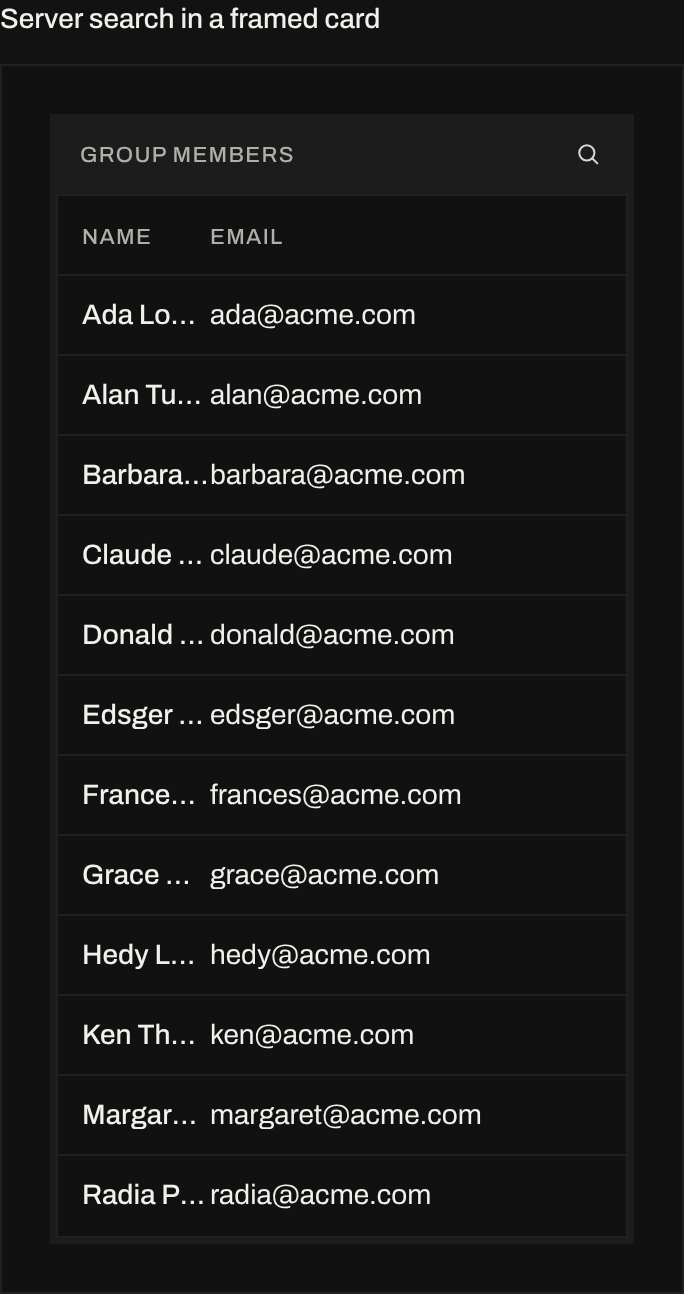 Server search in a framed card
GROUP MEMBERS
NAME EMAIL
Ada Lo... ada@acme.com
Alan Tu... alan@acme.com
Barbara... barbara@acme.com
Claude ... claude@acme.com
Donald ... donald@acme.com
Edsger ... edsger@acme.com
France... frances@acme.com
Grace ... grace@acme.com
Hedy L... hedy@acme.com
Ken Th... ken@acme.com
Margar... margaret@acme.com
Radia P... radia@acme.com